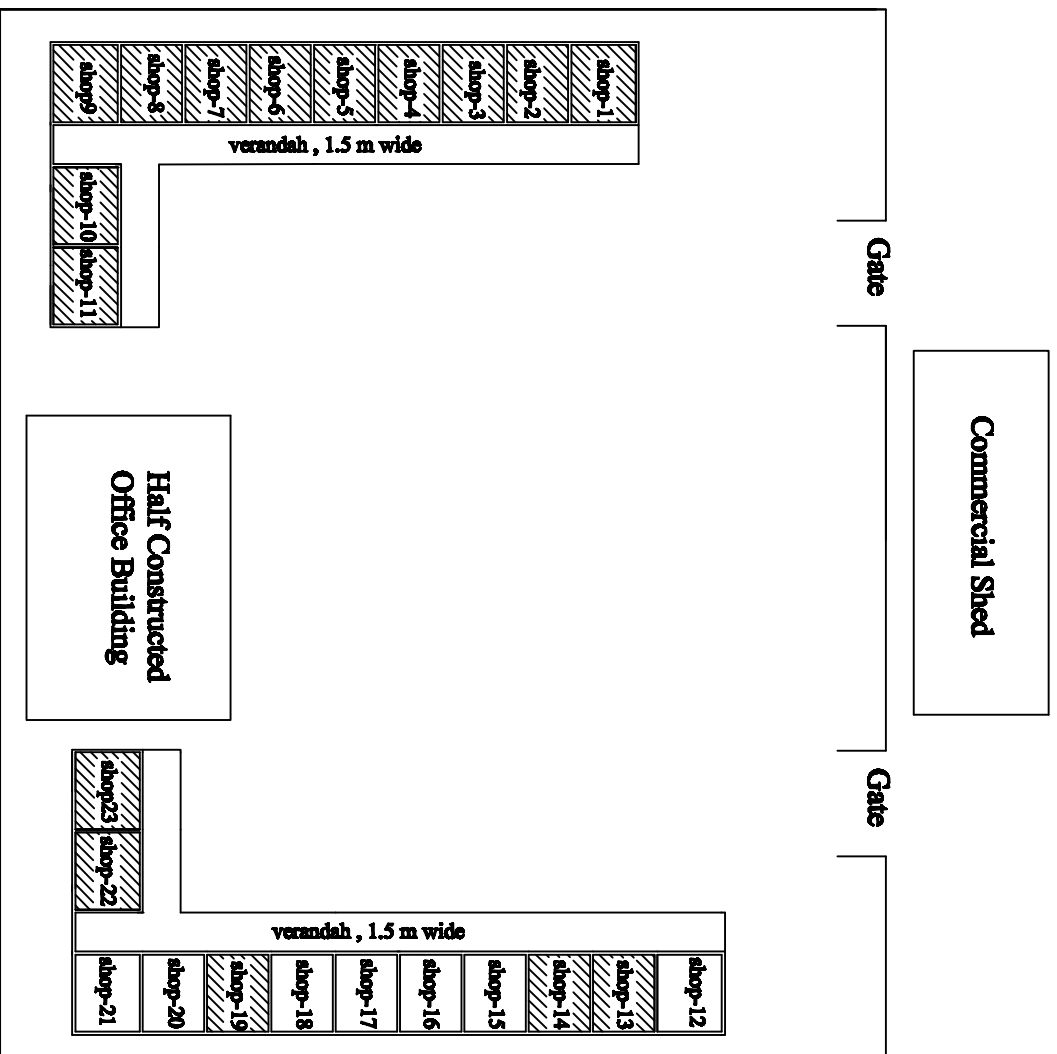 shop9
shop-8
shop-7
shop-6
shop-5
shop-4
shop-3
shop-2
shop-1
verandah , 1.5 m wide
shop-10
shop-11
Gate
Commercial Shed
Half Constructed
Office Building
Gate
shop23
shop-22
verandah , 1.5 m wide
shop-21
shop-20
shop-19
shop-18
shop-17
shop-16
shop-15
shop-14
shop-13
shop-12